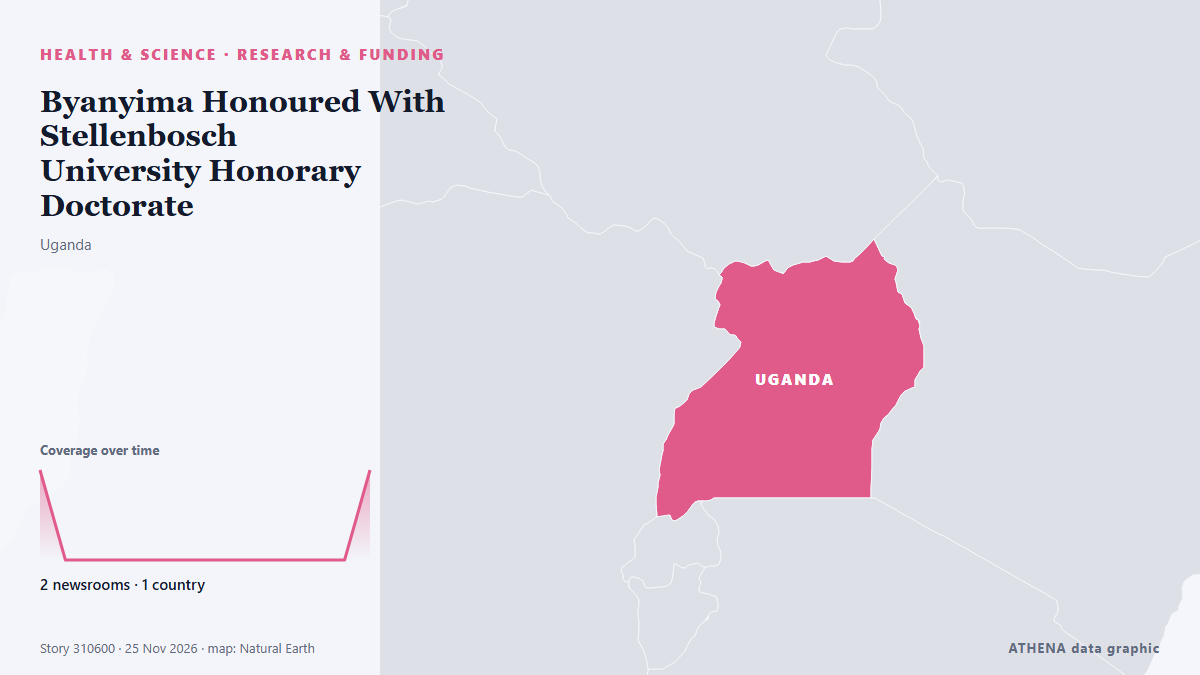 HEALTH & SCIENCE · RESEARCH & FUNDING
Byanyima Honoured With
Stellenbosch
University Honorary
Doctorate
Uganda
UGANDA
Coverage over time
2 newsrooms · 1 country
Story 310600 · 25 Nov 2026 · map: Natural Earth
ATHENA data graphic